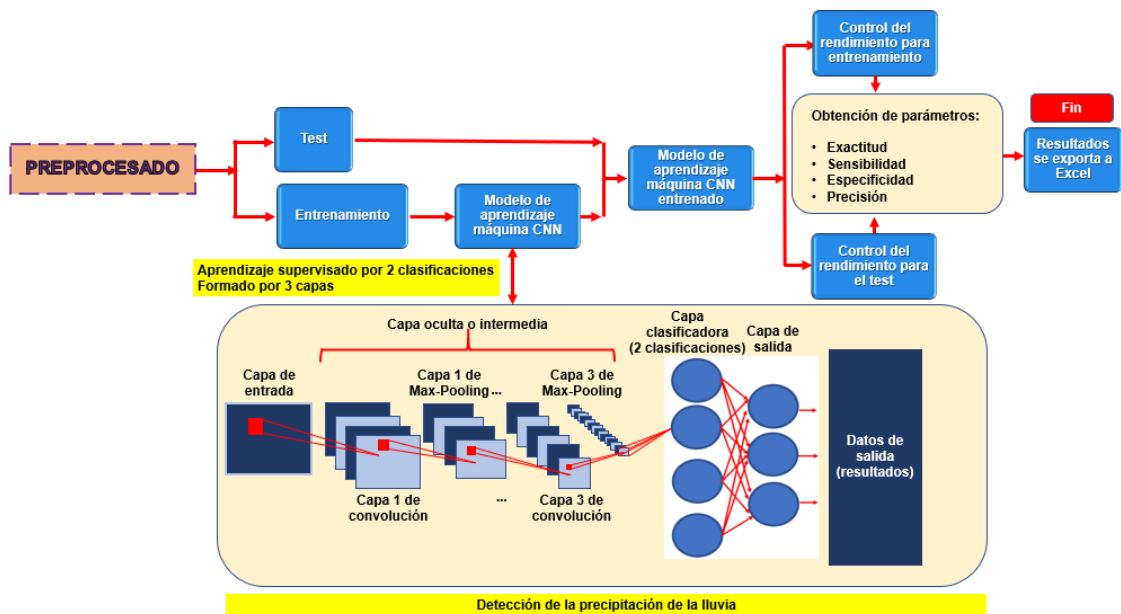 Control del
rendimiento para
entrenamiento
Fin
Obtención de parámetros:
• Exactitud
• Sensibilidad
• Especificidad
• Precisión
Resultados
se exporta a
Excel
Test
PREPROCESADO
Modelo de
aprendizaje
máquina CNN
entrenado
Entrenamiento
Modelo de
aprendizaje
máquina CNN
Control del
rendimiento para
el test
Aprendizaje supervisado por 2 clasificaciones
Formado por 3 capas
Capa oculta o intermedia
Capa
clasificadora
(2 clasificaciones)
Capa de
salida
Capa de
entrada
Capa 1 de
Max-Pooling
...
Capa 3 de
Max-Pooling
Datos de
salida
(resultados)
Capa 1 de
convolución
...
Capa 3 de
convolución
Detección de la precipitación de la lluvia